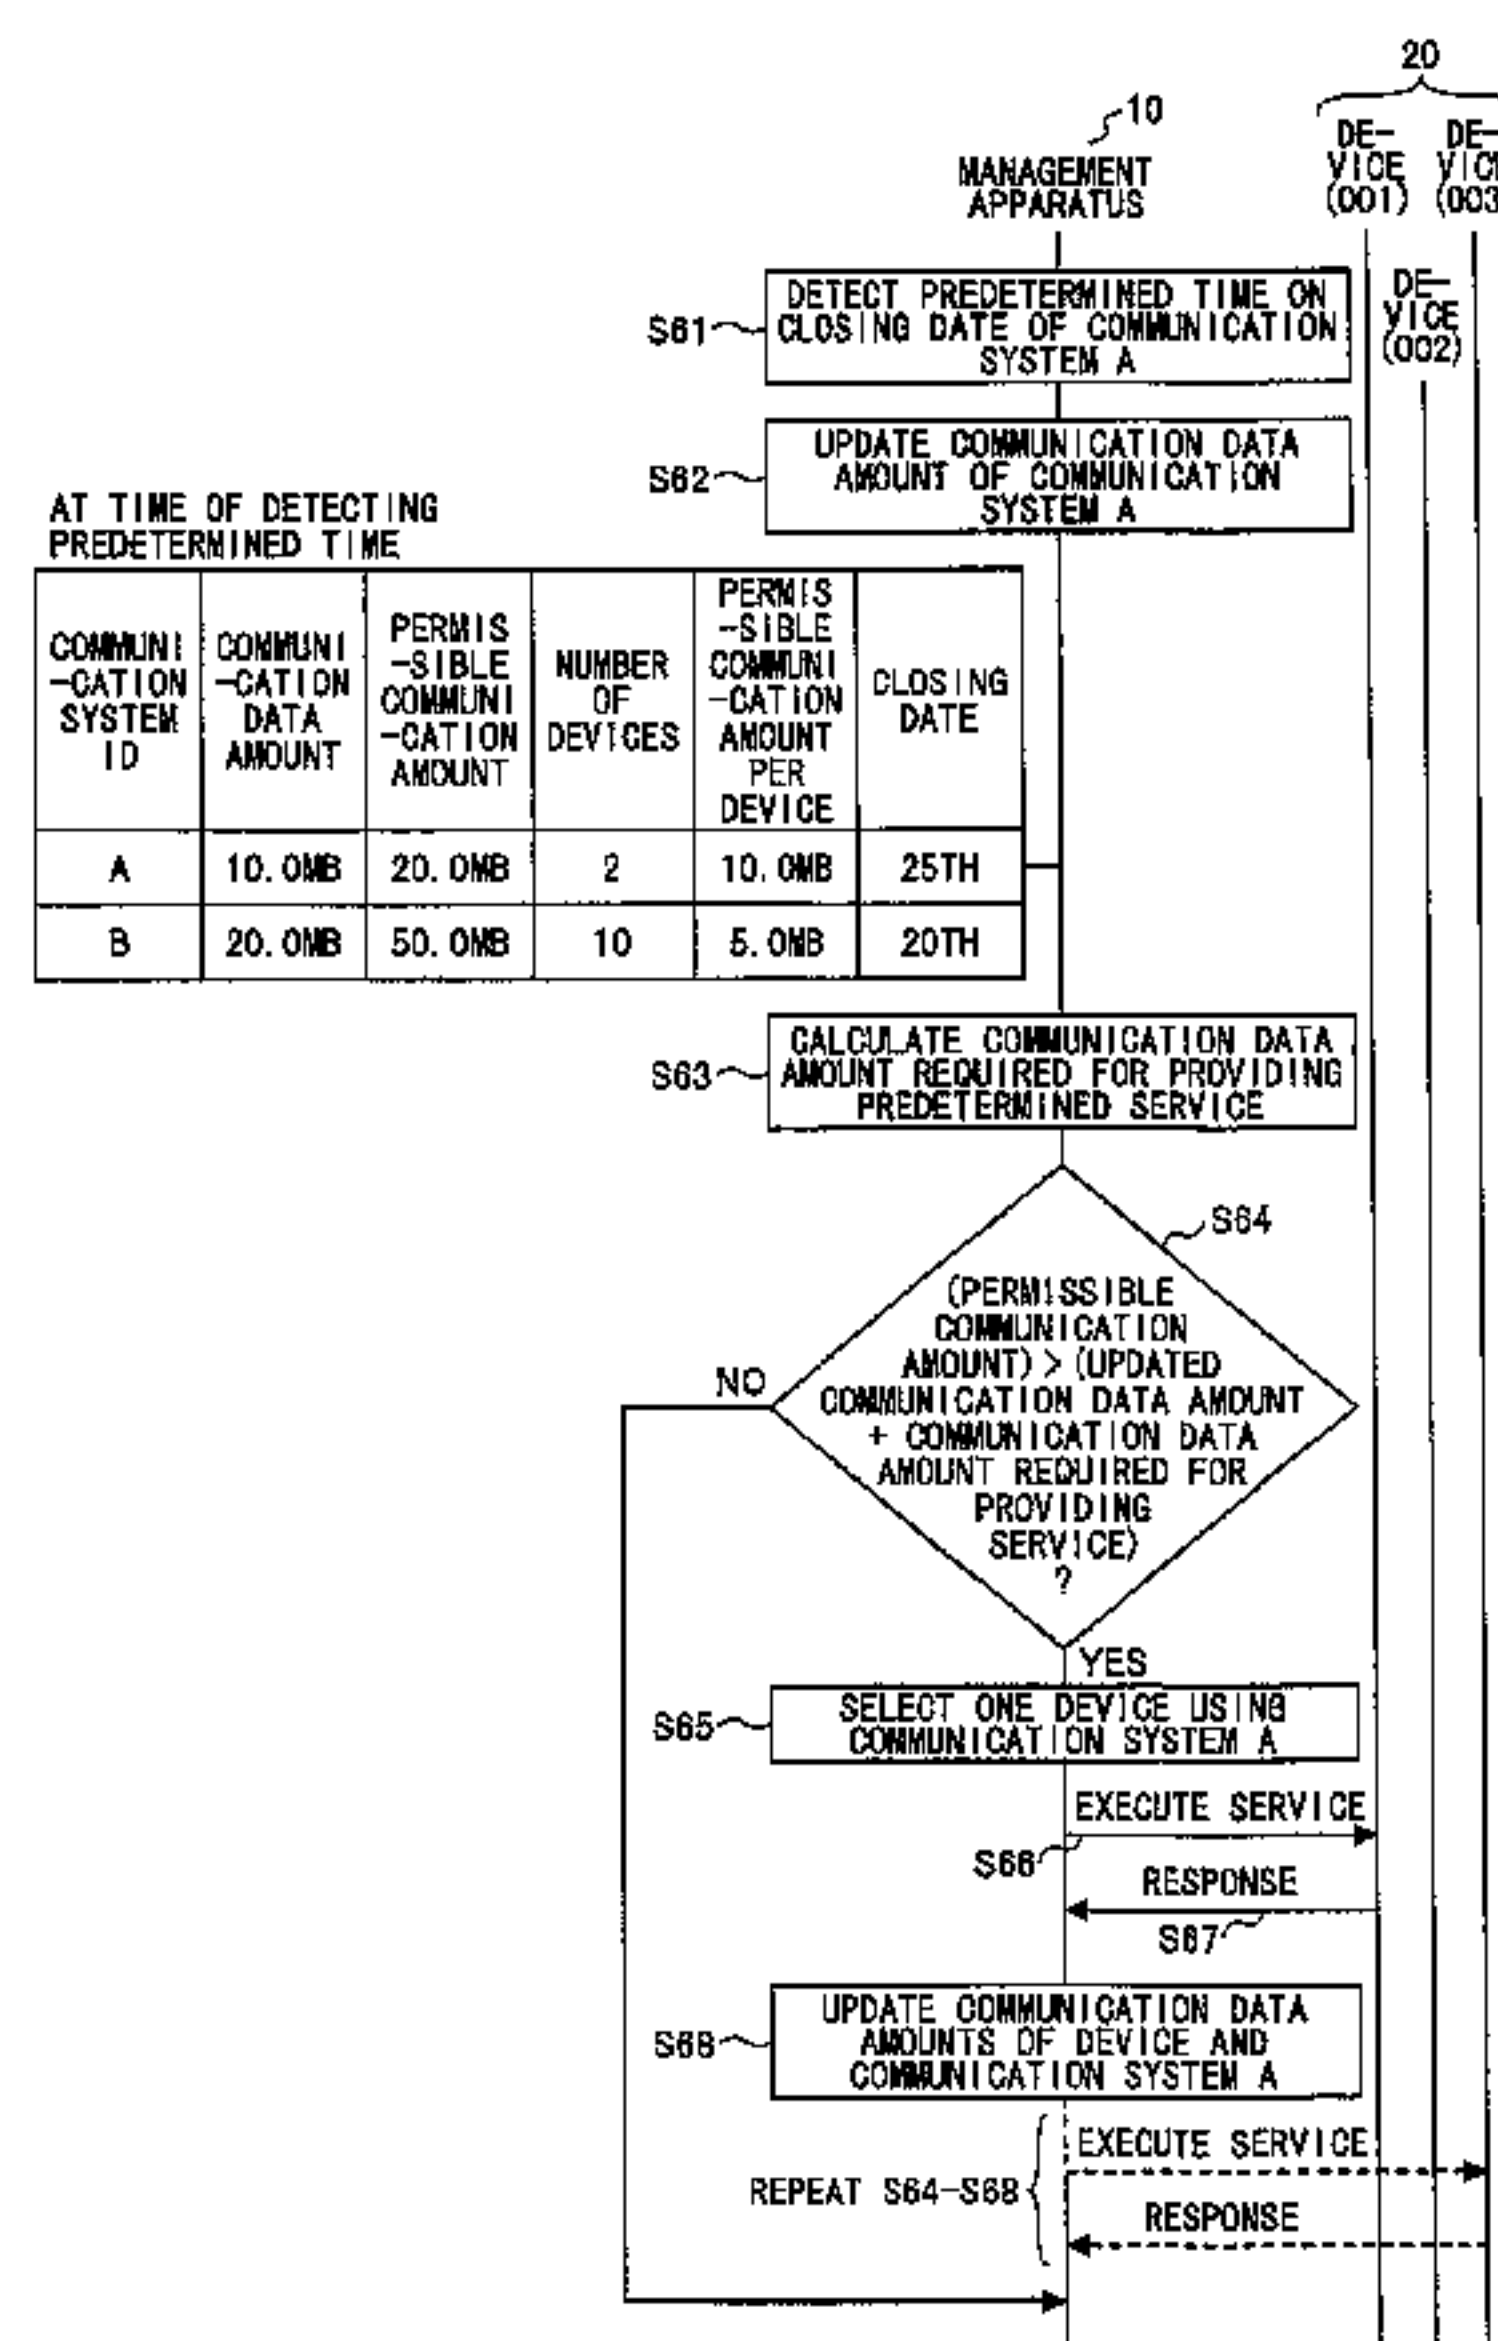 20
10
DE-
VICE
(001)
DE-
VICE
(003
MANAGEMENT
APPARATUS
DE-
VICE
(002)
S61
DETECT PREDETERMINED TIME ON
CLOSING DATE OF COMMUNICATION
SYSTEM A
S62
UPDATE COMMUNICATION DATA
AMOUNT OF COMMUNICATION
SYSTEM A
AT TIME OF DETECTING
PREDETERMINED TIME
COMMUNI
-CATION
SYSTEM
ID
COMMUNI
-CATION
DATA
AMOUNT
PERMIS
-SIBLE
COMMUNI
-CATION
AMOUNT
NUMBER
OF
DEVICES
PERMIS
-SIBLE
COMMUNI
-CATION
AMOUNT
PER
DEVICE
CLOSING
DATE
A 10.0MB 20.0MB 2 10.0MB 25TH
B 20.0MB 50.0MB 10 5.0MB 20TH
S63
CALCULATE COMMUNICATION DATA
AMOUNT REQUIRED FOR PROVIDING
PREDETERMINED SERVICE
S64
(PERMISSIBLE
COMMUNICATION
AMOUNT) > (UPDATED
COMMUNICATION DATA AMOUNT
+ COMMUNICATION DATA
AMOUNT REQUIRED FOR
PROVIDING
SERVICE)
?
NO
YES
S65
SELECT ONE DEVICE USING
COMMUNICATION SYSTEM A
EXECUTE SERVICE
S66
RESPONSE
S67
S68
UPDATE COMMUNICATION DATA
AMOUNTS OF DEVICE AND
COMMUNICATION SYSTEM A
EXECUTE SERVICE
REPEAT S64-S68
RESPONSE